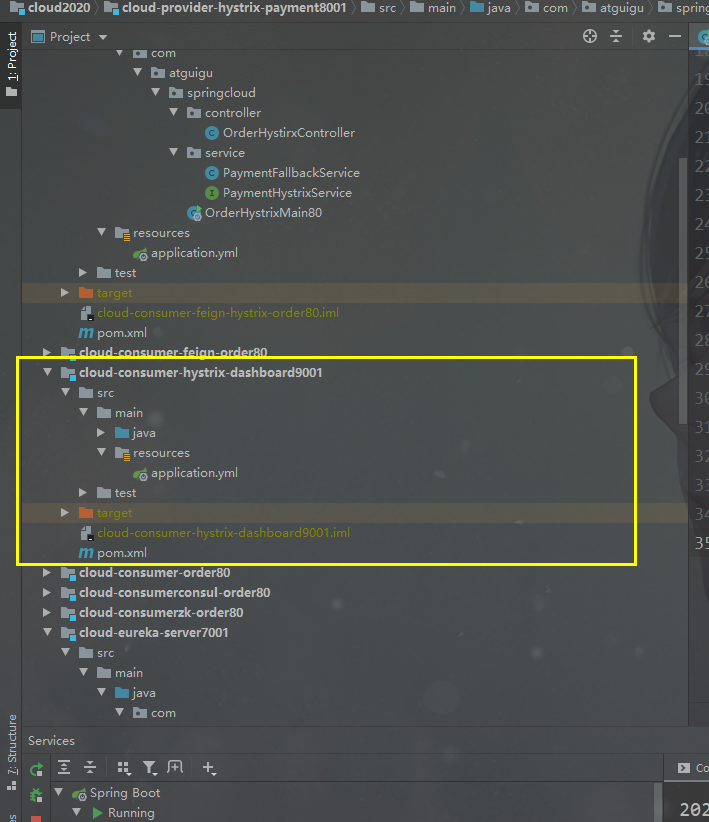 cloud2020 cloud-provider-hystrix-payment8001 src main java com atguigu
1: Project
Project
com
atguigu
springcloud
controller
OrderHystirxController
service
PaymentFallbackService
PaymentHystrixService
OrderHystrixMain80
resources
application.yml
test
target
cloud-consumer-feign-hystrix-order80.iml
pom.xml
cloud-consumer-feign-order80
cloud-consumer-hystrix-dashboard9001
src
main
java
resources
application.yml
test
target
cloud-consumer-hystrix-dashboard9001.iml
pom.xml
cloud-consumer-order80
cloud-consumerconsul-order80
cloud-consumerzk-order80
cloud-eureka-server7001
src
main
java
com
19
20
21
22
23
24
25
26
27
28
29
30
31
32
33
34
35
7: Structure
Services
Spring Boot
Running
Co
202